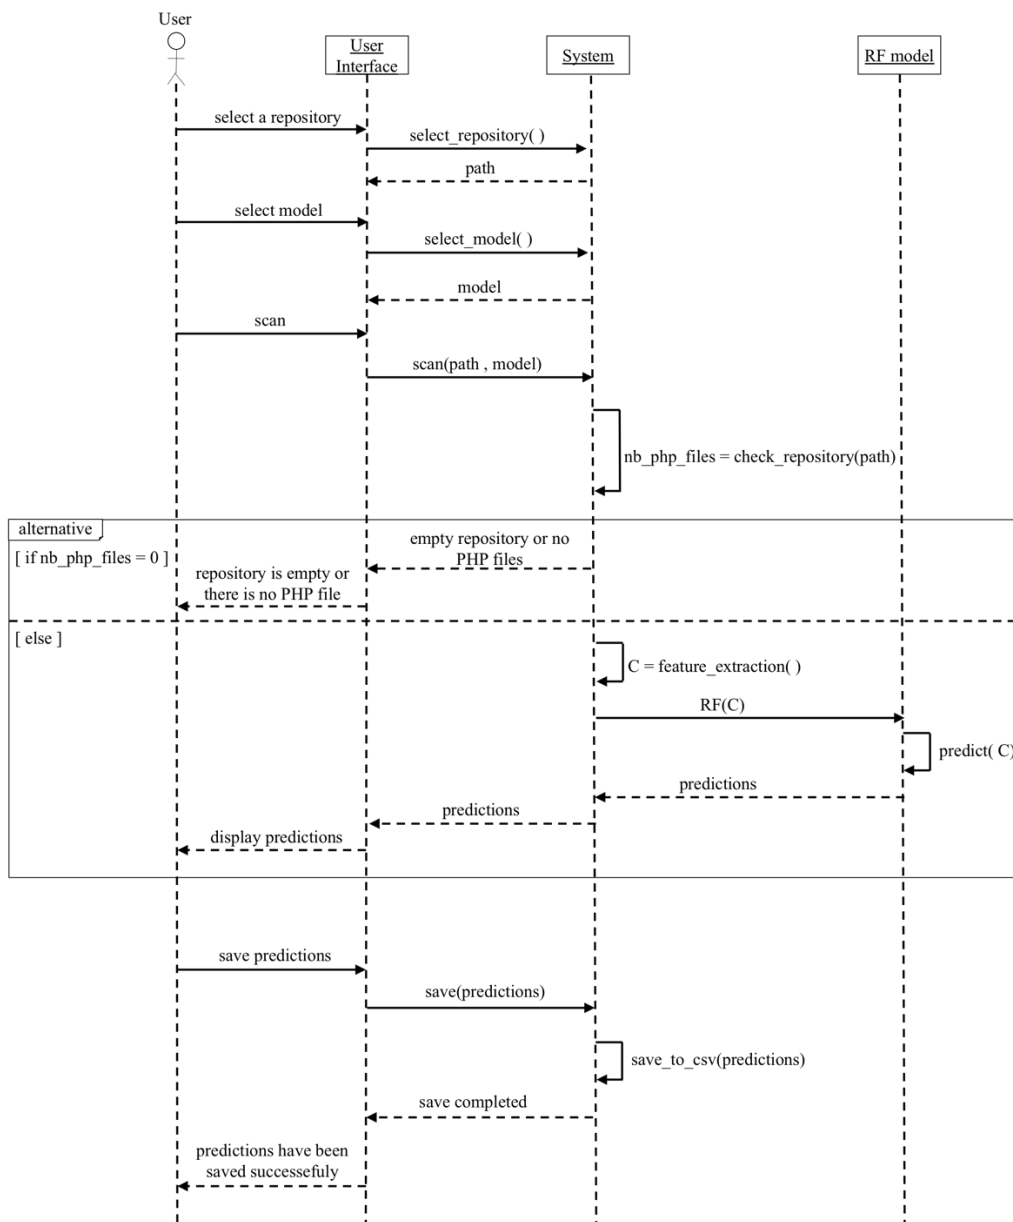 User
User
Interface
System
RF model
select a repository
select_repository( )
path
select model
select_model( )
model
scan
scan(path , model)
nb_php_files = check_repository(path)
alternative
[ if nb_php_files = 0 ]
empty repository or no
PHP files
repository is empty or
there is no PHP file
[ else ]
C = feature_extraction( )
RF(C)
predict( C)
predictions
predictions
display predictions
save predictions
save(predictions)
save_to_csv(predictions)
save completed
predictions have been
saved successefuly